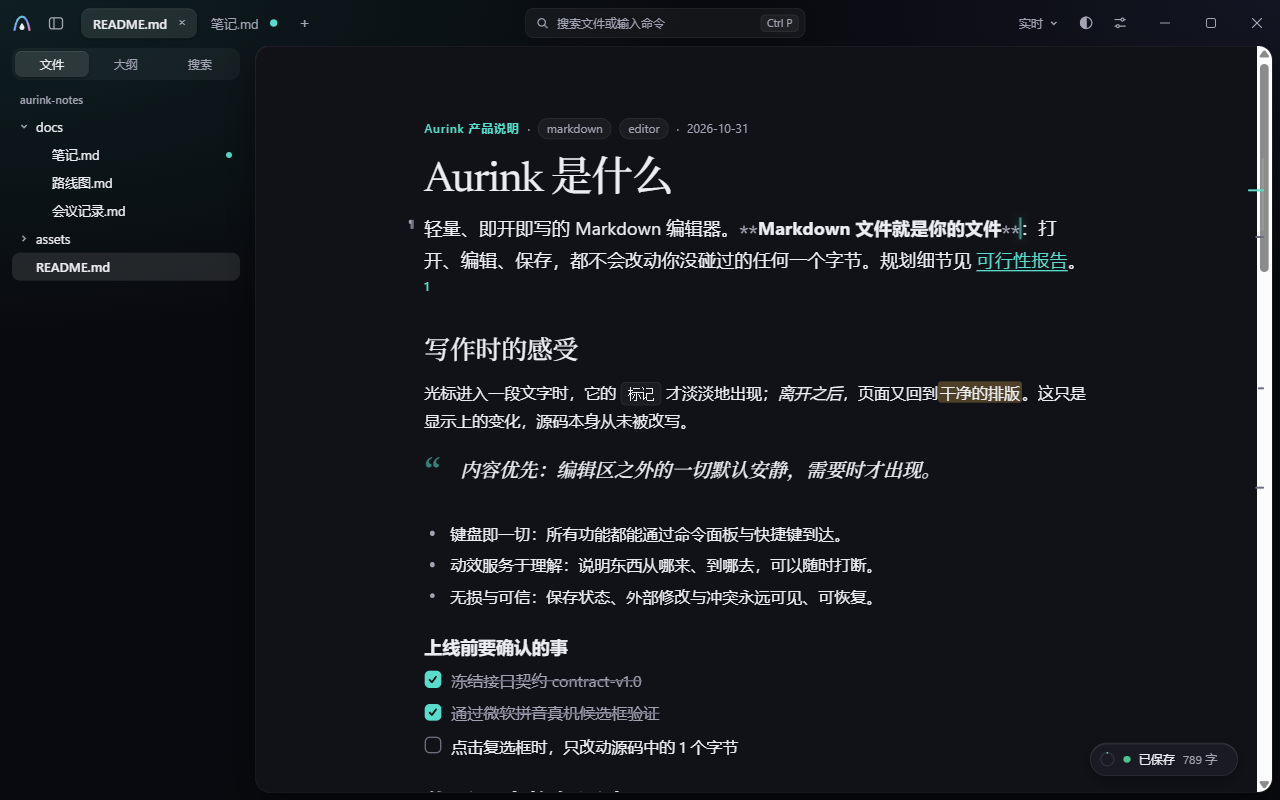 README.md ×
笔记.md
+
搜索文件或输入命令 Ctrl P
实时
文件 大纲 搜索
aurink-notes
docs
笔记.md
路线图.md
会议记录.md
assets
README.md
Aurink 产品说明 · markdown editor · 2026-10-31
Aurink 是什么
¶ 轻量、即开即写的 Markdown 编辑器。**Markdown 文件就是你的文件**：打
开、编辑、保存，都不会改动你没碰过的任何一个字节。规划细节见 可行性报告。
1
写作时的感受
光标进入一段文字时，它的 标记 才淡淡地出现；离开之后，页面又回到干净的排版。这只是
显示上的变化，源码本身从未被改写。
“ 内容优先：编辑区之外的一切默认安静，需要时才出现。
• 键盘即一切：所有功能都能通过命令面板与快捷键到达。
• 动效服务于理解：说明东西从哪来、到哪去，可以随时打断。
• 无损与可信：保存状态、外部修改与冲突永远可见、可恢复。
上线前要确认的事
冻结接口契约 contract-v1.0
通过微软拼音真机候选框验证
点击复选框时，只改动源码中的 1 个字节
已保存 789 字